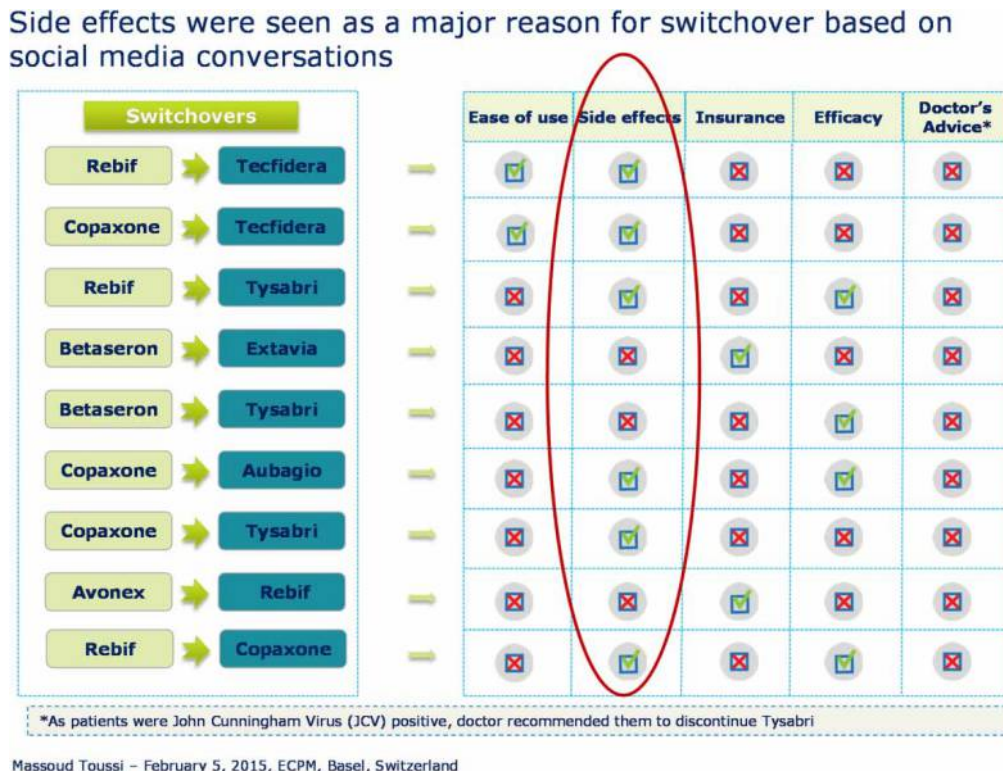 Side effects were seen as a major reason for switchover based on
social media conversations
Switchovers
Ease of use Side effects Insurance Efficacy Doctor's
Advice*
Rebif Tecfidera
Copaxone Tecfidera
Rebif Tysabri
Betaseron Extavia
Betaseron Tysabri
Copaxone Aubagio
Copaxone Tysabri
Avonex Rebif
Rebif Copaxone
*As patients were John Cunningham Virus (JCV) positive, doctor recommended them to discontinue Tysabri
Massoud Toussi – February 5, 2015, ECPM, Basel, Switzerland